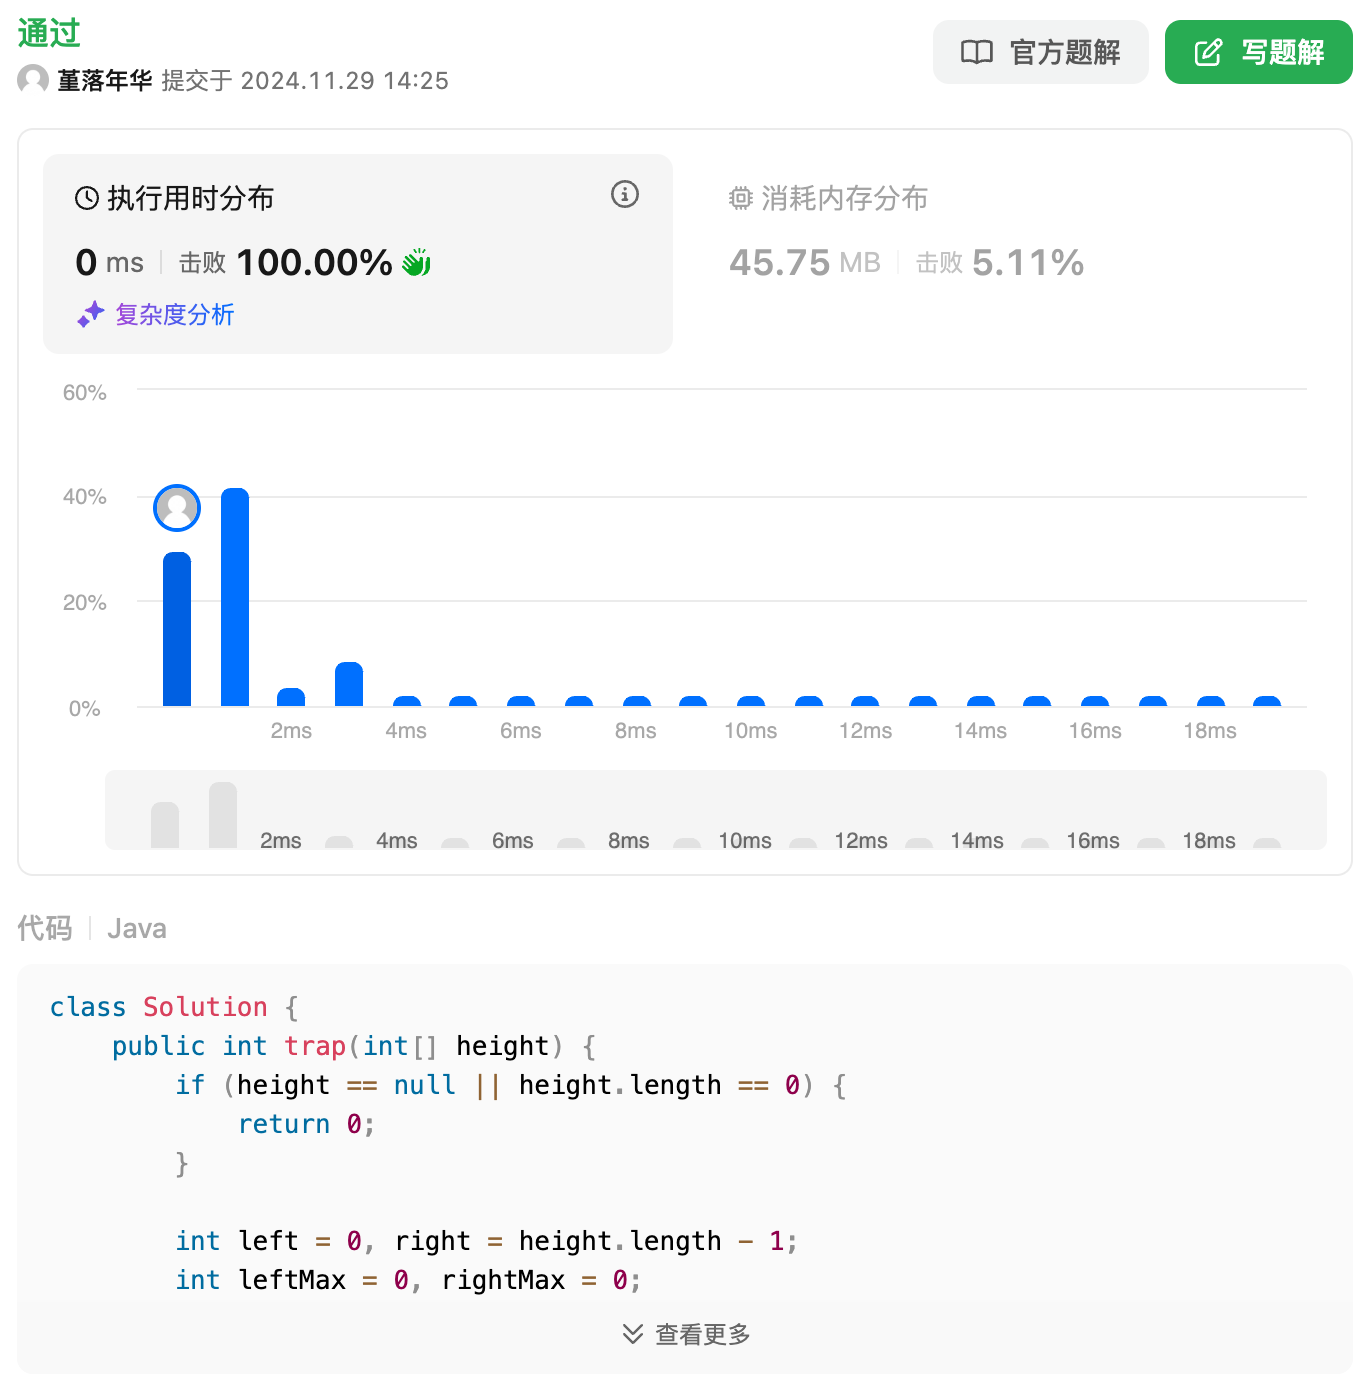 通过
堇落年华 提交于 2024.11.29 14:25
官方题解
写题解
执行用时分布
0 ms 击败 100.00%
复杂度分析
消耗内存分布
45.75 MB 击败 5.11%
60%
40%
20%
0%
2ms 4ms 6ms 8ms 10ms 12ms 14ms 16ms 18ms
2ms 4ms 6ms 8ms 10ms 12ms 14ms 16ms 18ms
代码 Java
class Solution {
    public int trap(int[] height) {
        if (height == null || height.length == 0) {
            return 0;
        }
        int left = 0, right = height.length - 1;
        int leftMax = 0, rightMax = 0;
查看更多